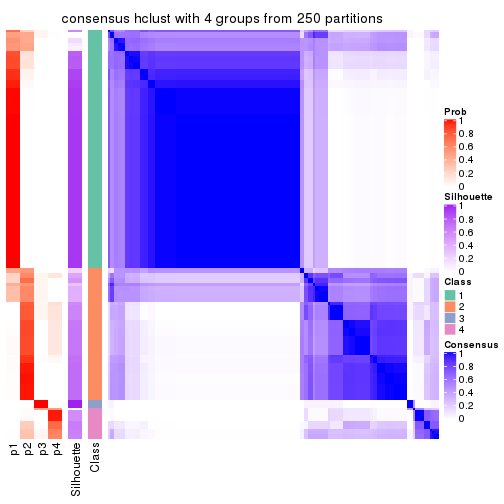 consensus hclust with 4 groups from 250 partitions
Prob
1
0.8
0.6
0.4
0.2
0
Silhouette
1
0.8
0.6
0.4
0.2
0
Class
1
2
3
4
Consensus
1
0.8
0.6
0.4
0.2
0
p1
p2
p3
p4
Silhouette
Class